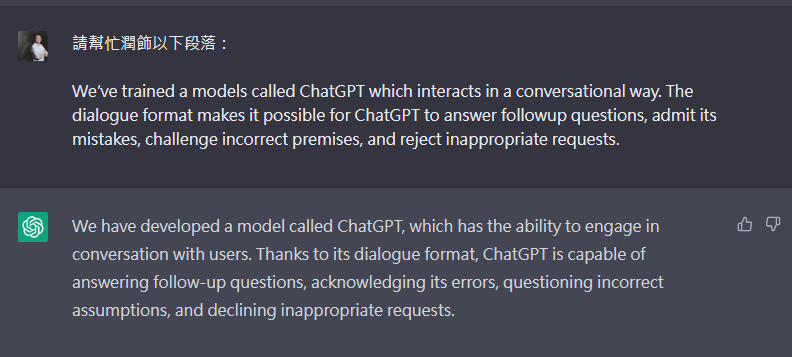 請幫忙潤飾以下段落：
We've trained a models called ChatGPT which interacts in a conversational way. The
dialogue format makes it possible for ChatGPT to answer followup questions, admit its
mistakes, challenge incorrect premises, and reject inappropriate requests.
We have developed a model called ChatGPT, which has the ability to engage in
conversation with users. Thanks to its dialogue format, ChatGPT is capable of
answering follow-up questions, acknowledging its errors, questioning incorrect
assumptions, and declining inappropriate requests.